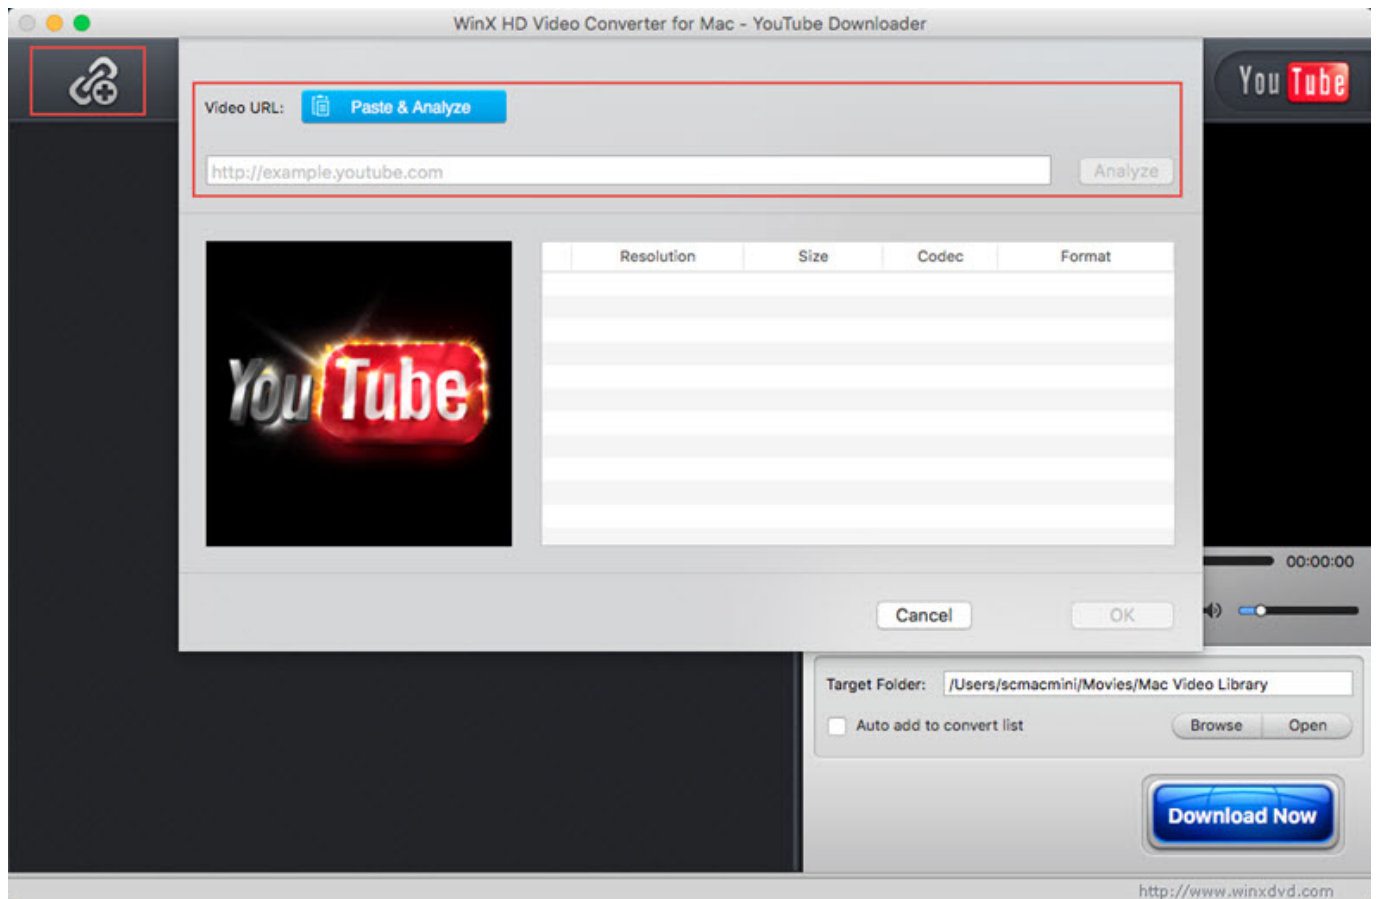 WinX HD Video Converter for Mac - YouTube Downloader
You Tube
Video URL: Paste & Analyze
http://example.youtube.com Analyze
Resolution Size Codec Format
You Tube
00:00:00
Cancel OK
Target Folder: /Users/scmacmini/Movies/Mac Video Library
Auto add to convert list Browse Open
Download Now
http://www.winxdvd.com